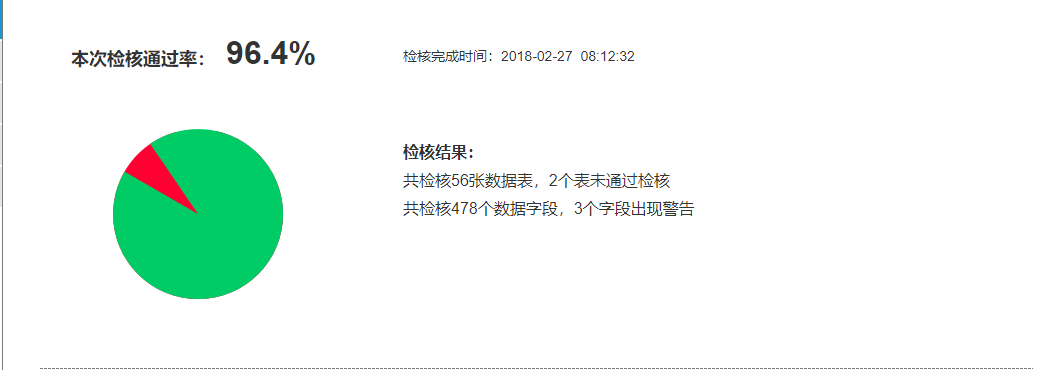 本次检核通过率： 96.4%
检核完成时间：2018-02-27 08:12:32
检核结果：
共检核56张数据表，2个表未通过检核
共检核478个数据字段，3个字段出现警告